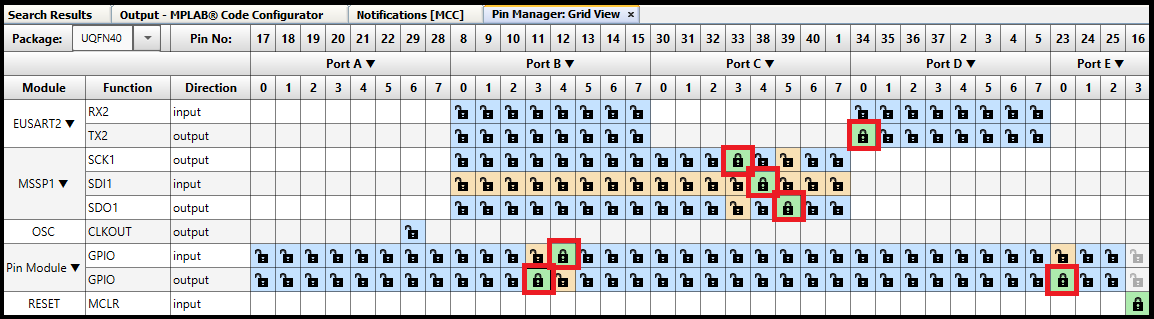 Search Results Output - MPLAB® Code Configurator Notifications [MCC] Pin Manager: Grid View ×
Package: UQFN40 Pin No: 17 18 19 20 21 22 29 28 8 9 10 11 12 13 14 15 30 31 32 33 38 39 40 1 34 35 36 37 2 3 4 5 23 24 25 16
Port A ▼ Port B ▼ Port C ▼ Port D ▼ Port E ▼
Module Function Direction 0 1 2 3 4 5 6 7 0 1 2 3 4 5 6 7 0 1 2 3 4 5 6 7 0 1 2 3 4 5 6 7 0 1 2 3
EUSART2 ▼ RX2 input
TX2 output
MSSP1 ▼ SCK1 output
SDI1 input
SDO1 output
OSC CLKOUT output
Pin Module ▼ GPIO input
GPIO output
RESET MCLR input